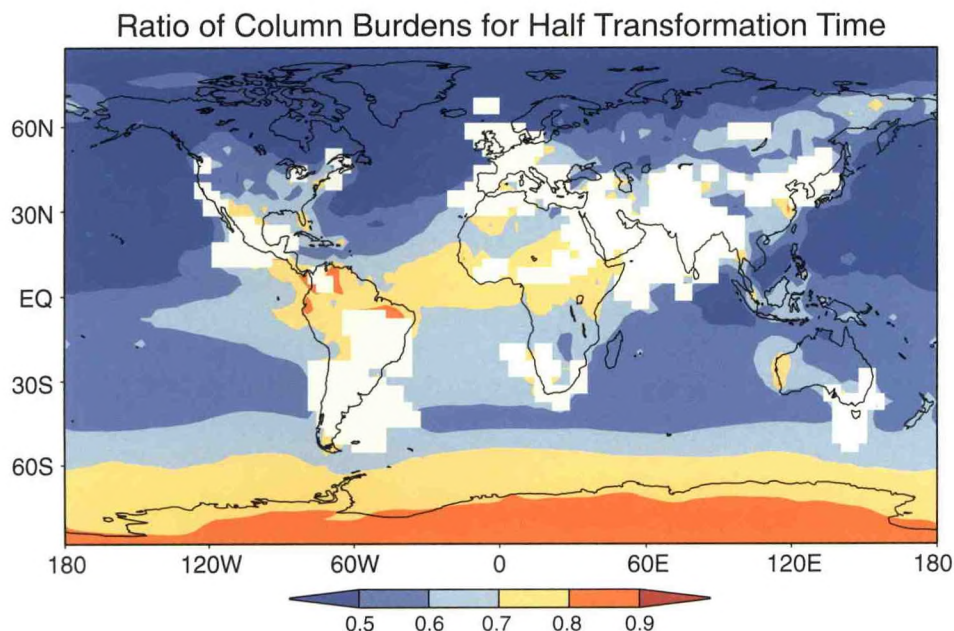 Ratio of Column Burdens for Half Transformation Time
60N
30N
EQ
30S
60S
180 120W 60W 0 60E 120E 180
0.5 0.6 0.7 0.8 0.9